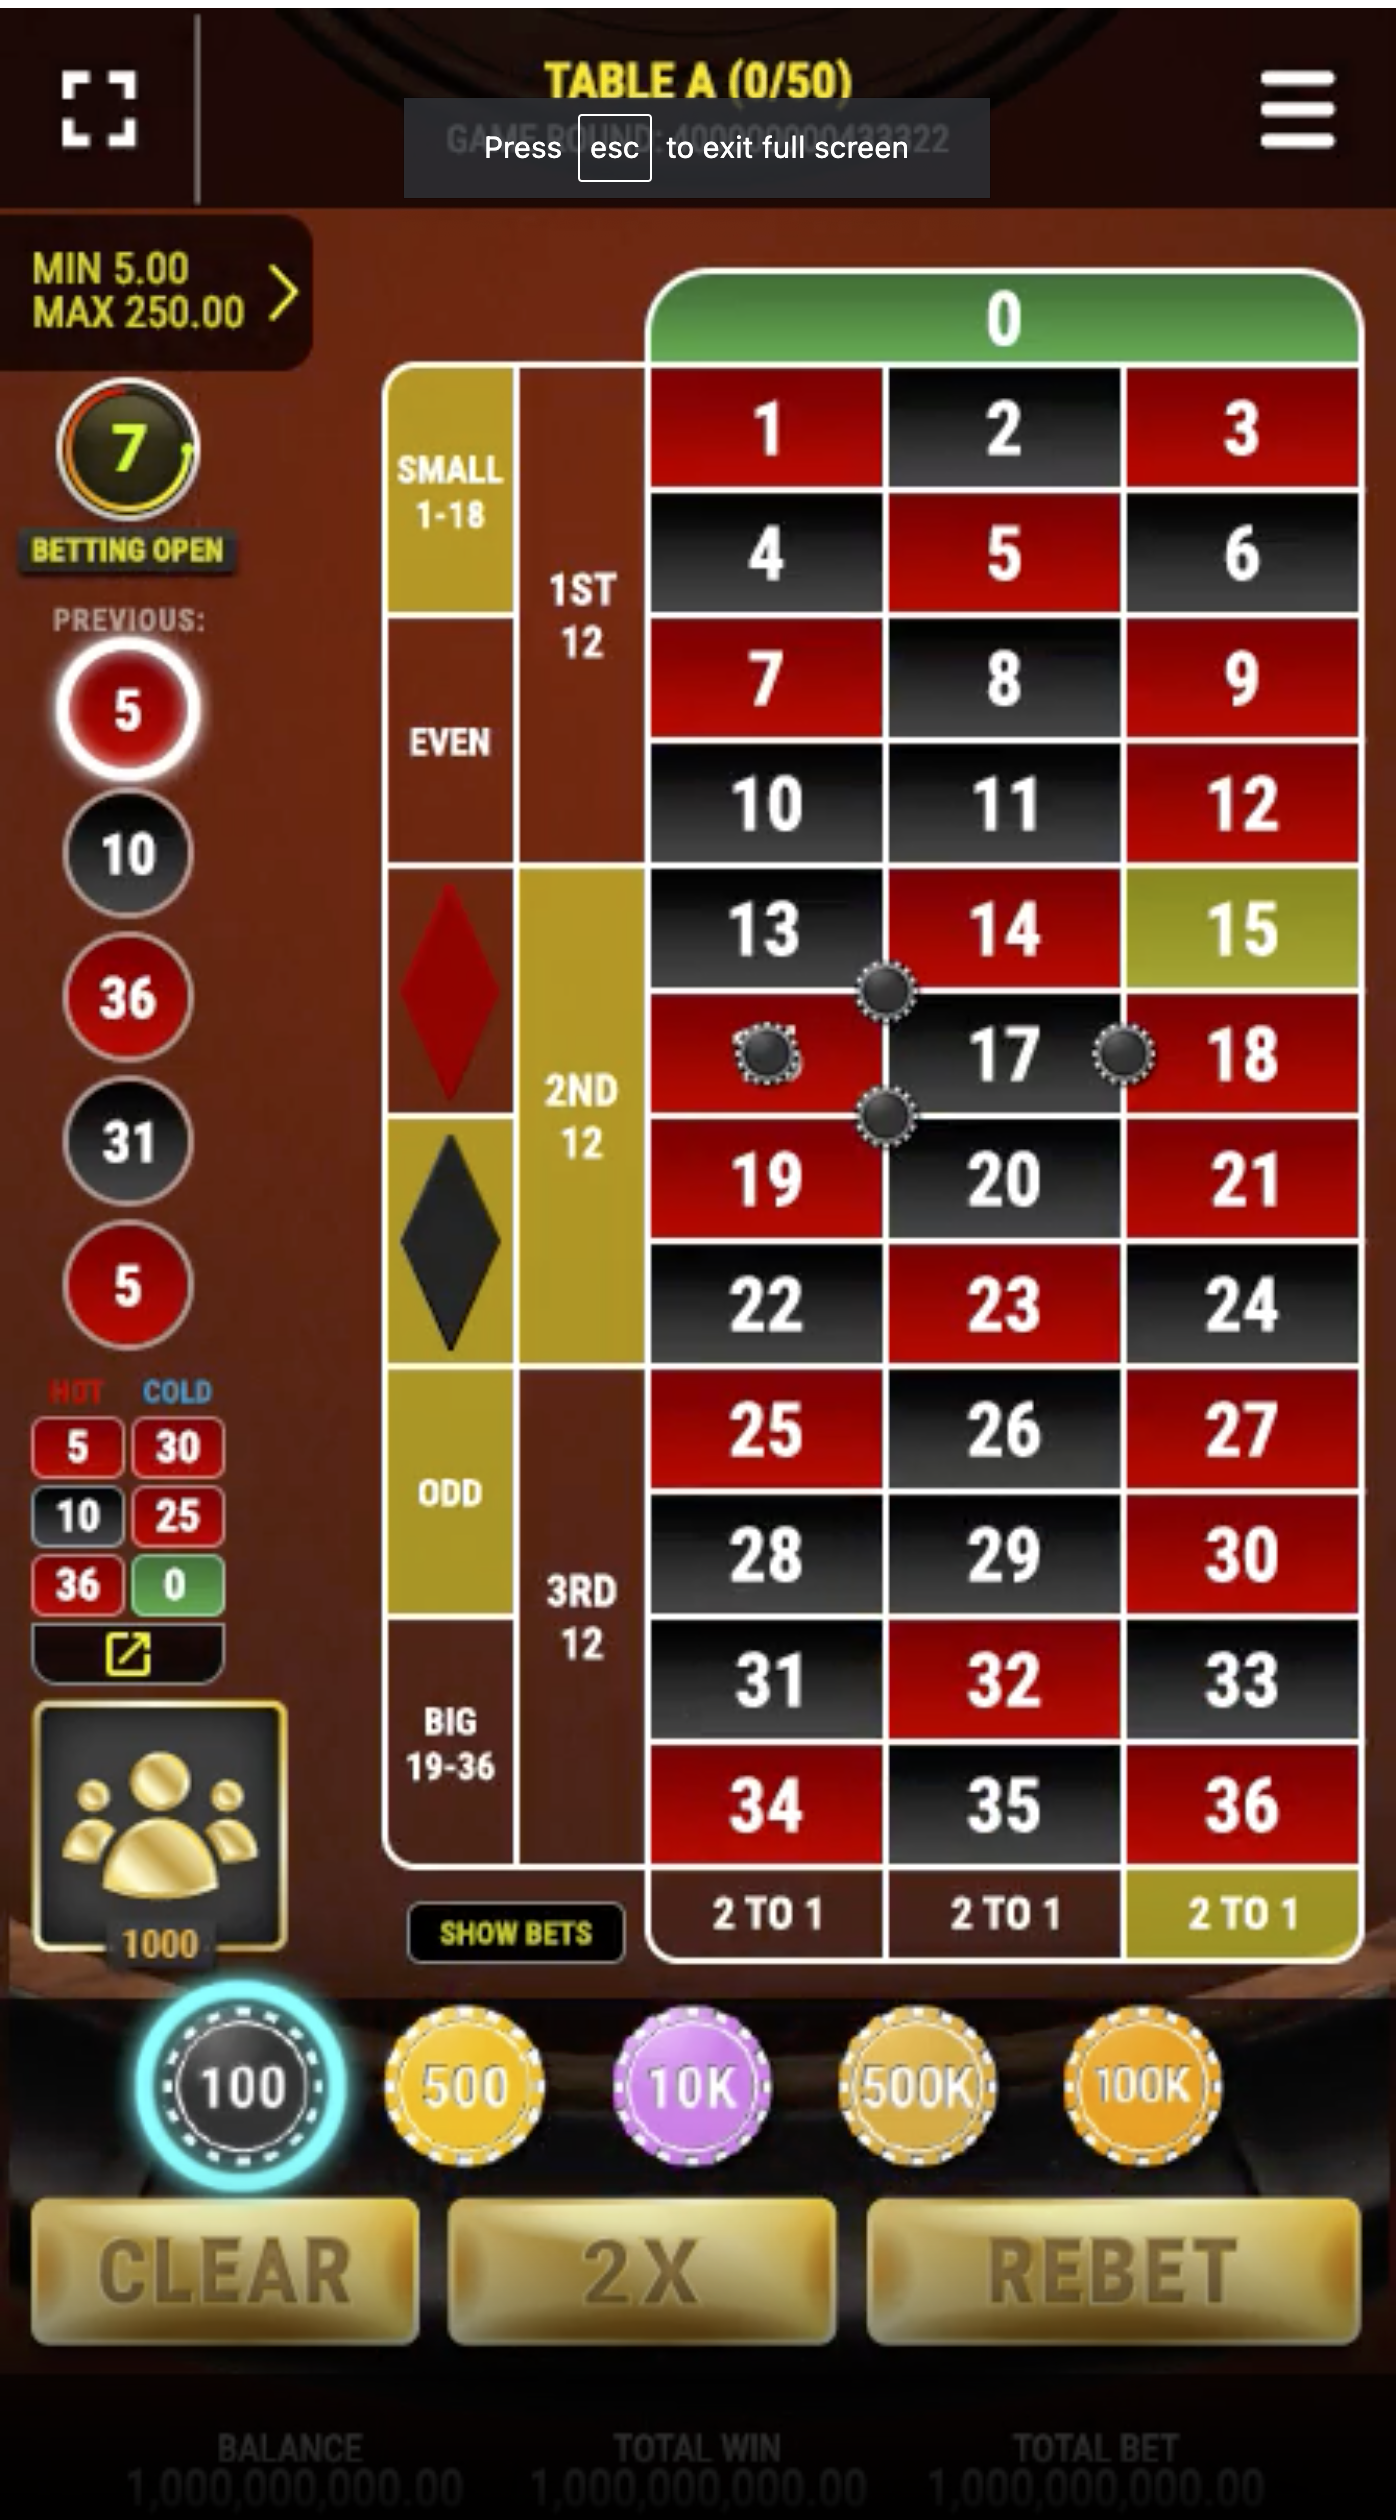 TABLE A (0/50)
GAME ROUND: 400000000433322
Press esc to exit full screen
MIN 5.00
MAX 250.00
7
BETTING OPEN
PREVIOUS:
5
10
36
31
5
HOT COLD
5 30
10 25
36 0
1000
0
SMALL
1-18
EVEN
ODD
BIG
19-36
1ST
12
2ND
12
3RD
12
1 2 3
4 5 6
7 8 9
10 11 12
13 14 15
17 18
19 20 21
22 23 24
25 26 27
28 29 30
31 32 33
34 35 36
2 TO 1 2 TO 1 2 TO 1
SHOW BETS
100 500 10K 500K 100K
CLEAR 2X REBET
BALANCE TOTAL WIN TOTAL BET
1,000,000,000.00 1,000,000,000.00 1,000,000,000.00